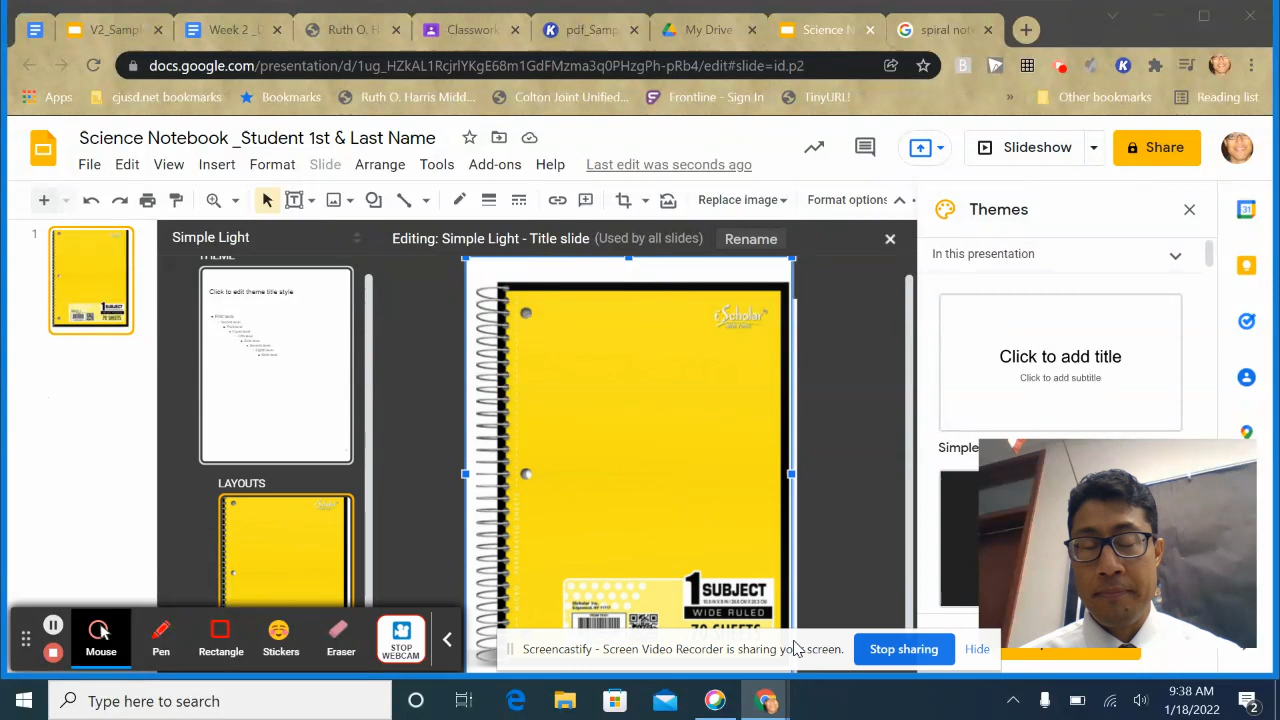 V2_Samp
Week 2 _D
Ruth O. H
Classwork
pdf_Samp
My Drive
Science N
spiral not
docs.google.com/presentation/d/1ug_HZkAL1RcjrlYKgE68m1GdFMzma3q0PHzgPh-pRb4/edit#slide=id.p2
Apps
cjusd.net bookmarks
Bookmarks
Ruth O. Harris Midd...
Colton Joint Unified...
Frontline - Sign In
TinyURL!
»
Other bookmarks
Reading list
Science Notebook _Student 1st & Last Name
File Edit View Insert Format Slide Arrange Tools Add-ons Help
Last edit was seconds ago
Slideshow
Share
Replace image
Format options
Themes
1
Simple Light
Editing: Simple Light - Title slide (Used by all slides)
Rename
In this presentation
THEME
Click to edit theme title style
LAYOUTS
eScholar
1 SUBJECT
WIDE RULED
70 SHEETS
Click to add title
Click to add subtitle
Simple
Mouse
Pen
Rectangle
Stickers
Eraser
STOP
WEBCAM
Screencastify - Screen Video Recorder is sharing your screen.
Stop sharing
Hide
Type here to search
9:38 AM
1/18/2022
2